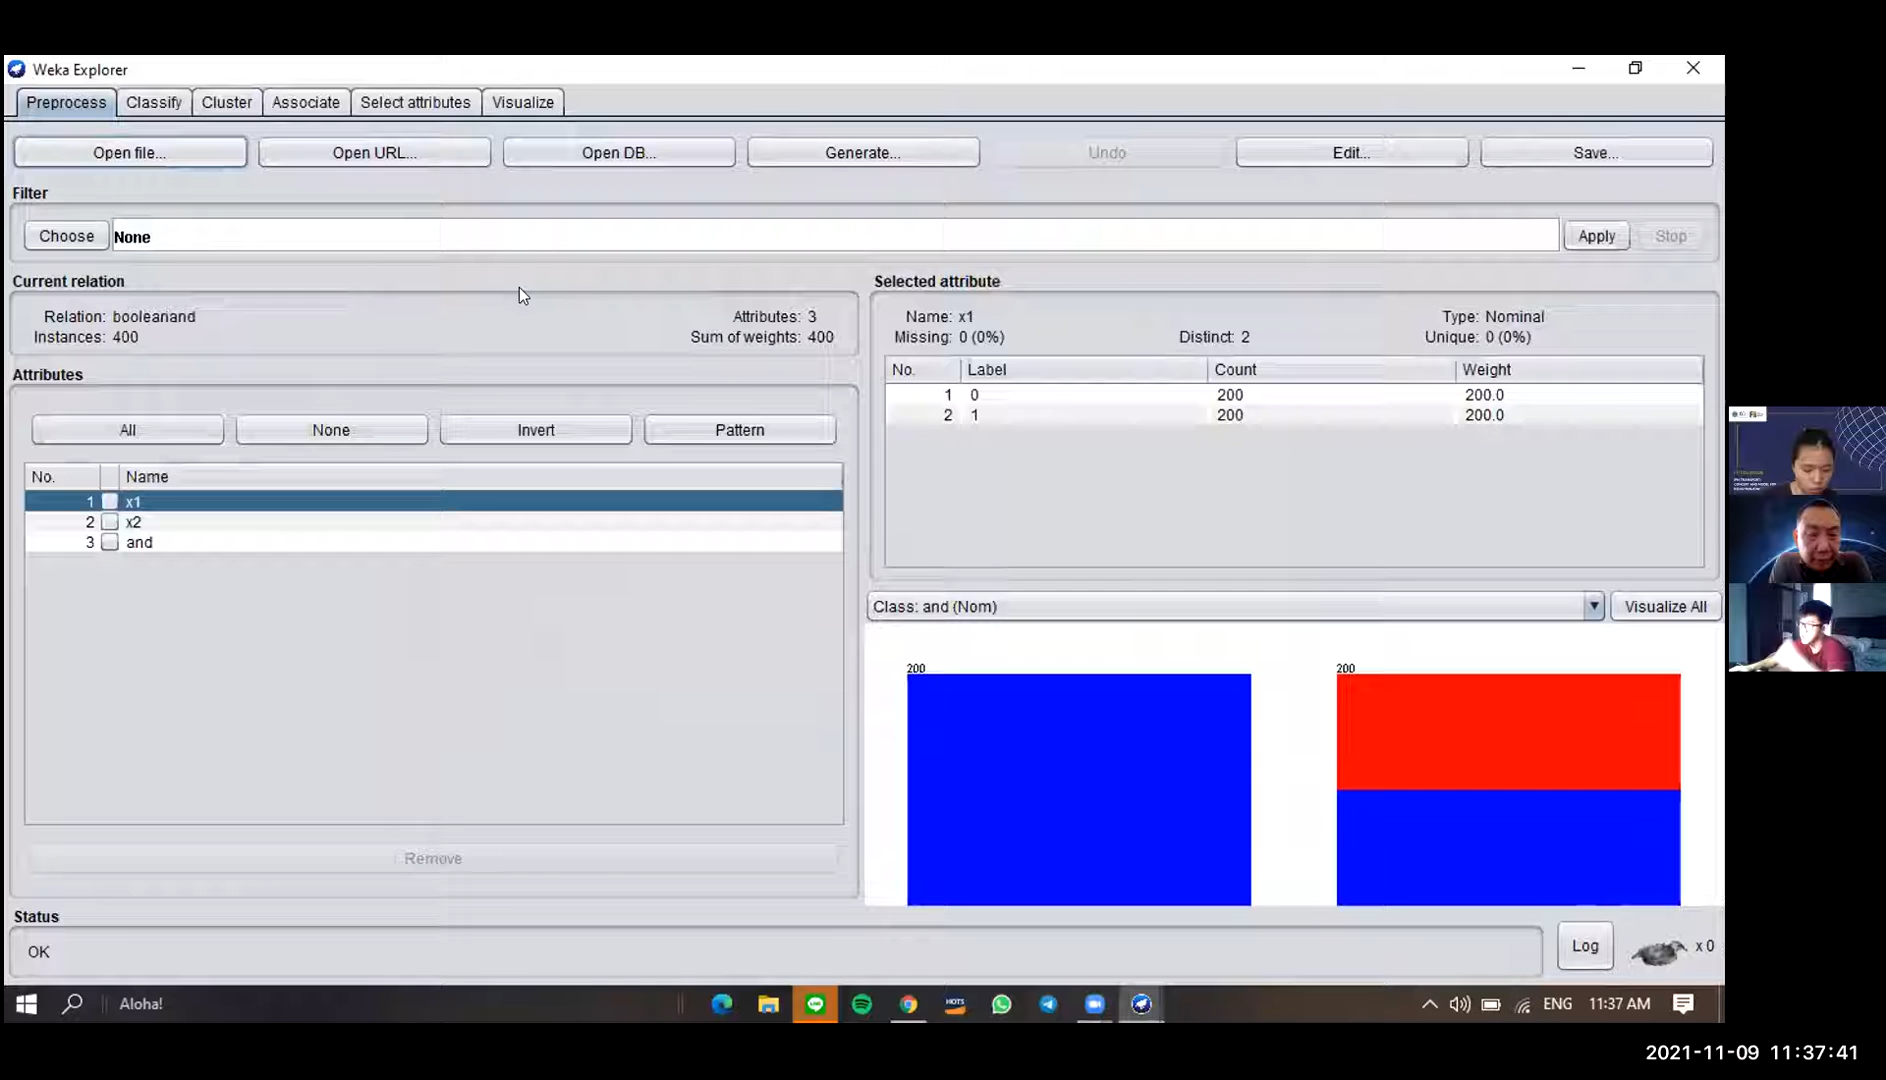 Weka Explorer
Preprocess Classify Cluster Associate Select attributes Visualize
Open file... Open URL... Open DB... Generate... Undo Edit... Save...
Filter
Choose None Apply Stop
Current relation
Relation: booleanand Attributes: 3
Instances: 400 Sum of weights: 400
Attributes
All None Invert Pattern
No. Name
1 x1
2 x2
3 and
Remove
Selected attribute
Name: x1 Type: Nominal
Missing: 0 (0%) Distinct: 2 Unique: 0 (0%)
No. Label Count Weight
1 0 200 200.0
2 1 200 200.0
Class: and (Nom) Visualize All
200 200
Status
OK
Log x 0
Aloha! HOTS ENG 11:37 AM
2021-11-09 11:37:41